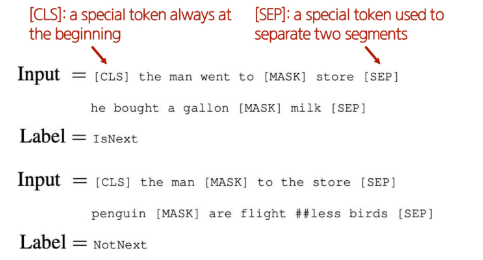 [CLS]: a special token always at
the beginning
[SEP]: a special token used to
separate two segments
Input = [CLS] the man went to [MASK] store [SEP]
he bought a gallon [MASK] milk [SEP]
Label = IsNext
Input = [CLS] the man [MASK] to the store [SEP]
penguin [MASK] are flight ##less birds [SEP]
Label = NotNext